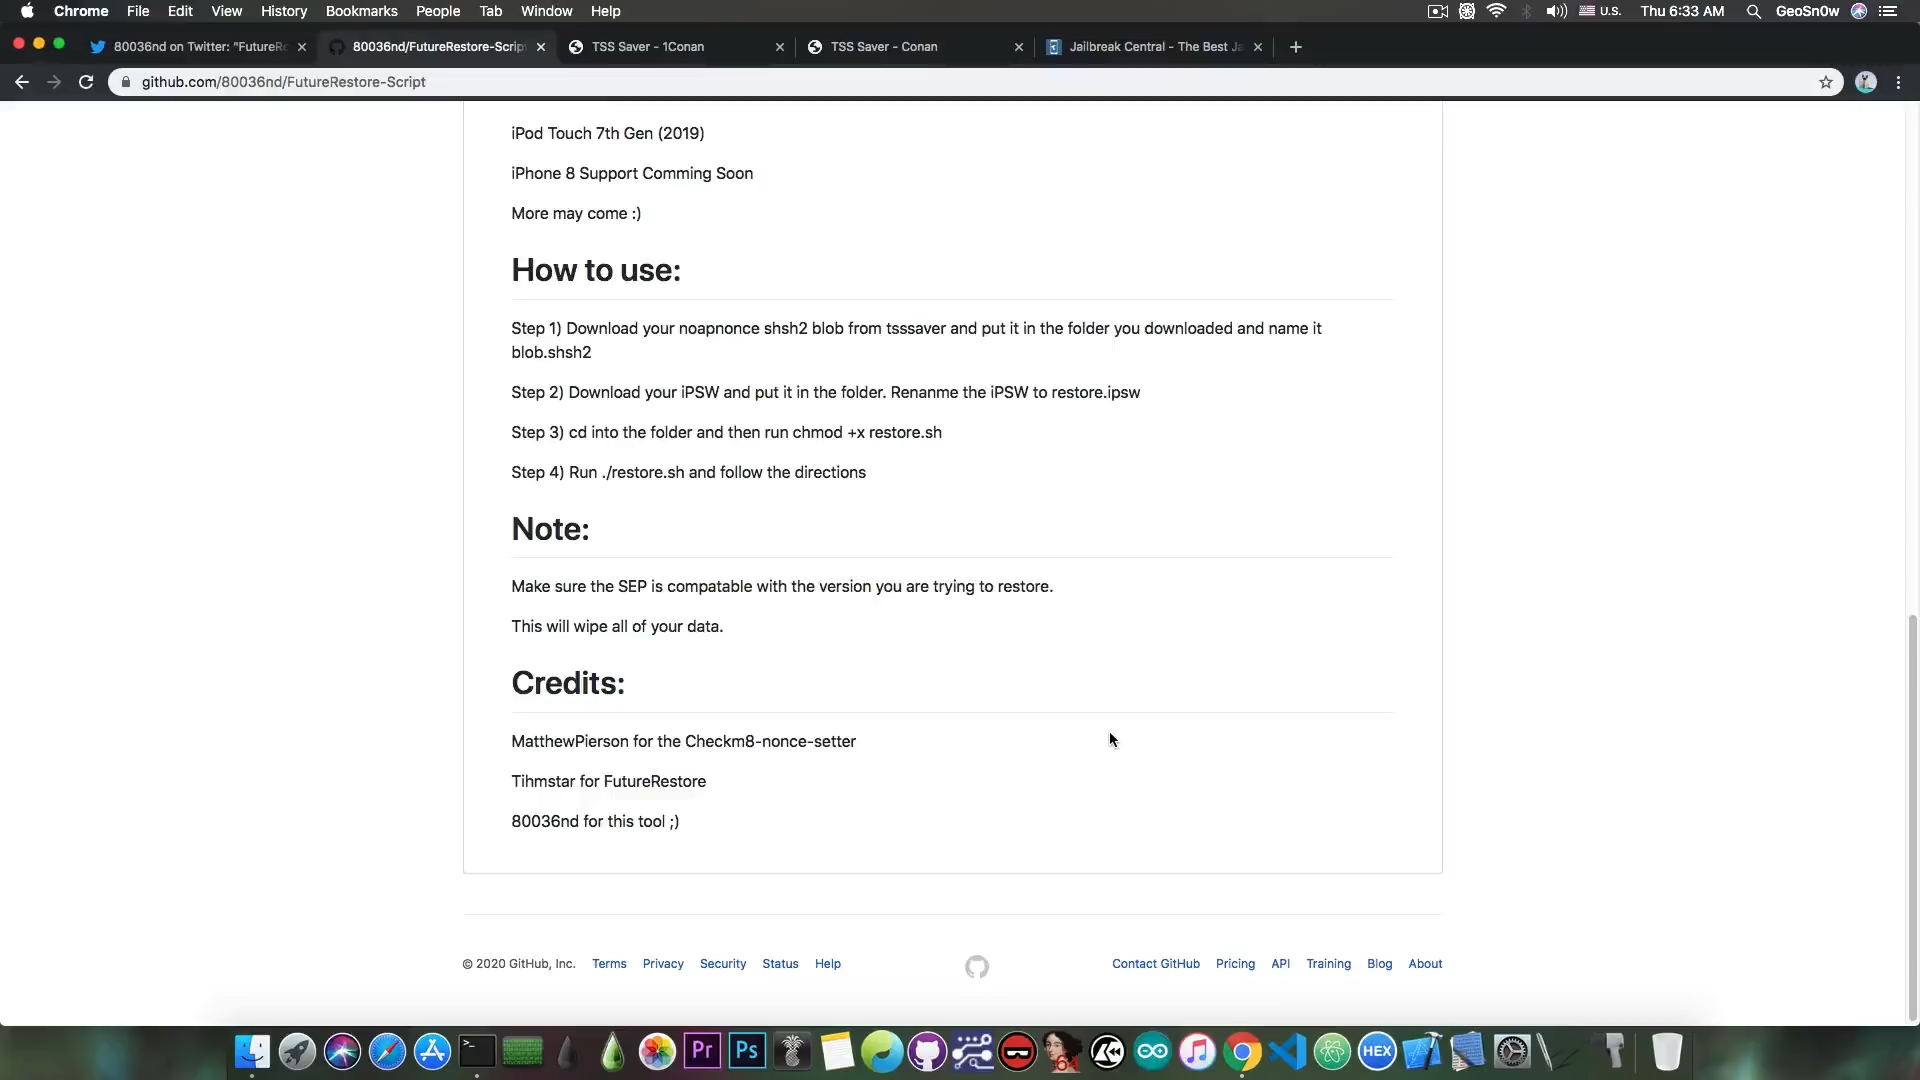 Chrome File Edit View History Bookmarks People Tab Window Help U.S. Thu 6:33 AM GeoSn0w
80036nd on Twitter: "FutureRe 80036nd/FutureRestore-Script TSS Saver - 1Conan TSS Saver - Conan Jailbreak Central - The Best Ja
github.com/80036nd/FutureRestore-Script
iPod Touch 7th Gen (2019)
iPhone 8 Support Comming Soon
More may come :)
How to use:
Step 1) Download your noapnonce shsh2 blob from tsssaver and put it in the folder you downloaded and name it
blob.shsh2
Step 2) Download your iPSW and put it in the folder. Renanme the iPSW to restore.ipsw
Step 3) cd into the folder and then run chmod +x restore.sh
Step 4) Run ./restore.sh and follow the directions
Note:
Make sure the SEP is compatable with the version you are trying to restore.
This will wipe all of your data.
Credits:
MatthewPierson for the Checkm8-nonce-setter
Tihmstar for FutureRestore
80036nd for this tool ;)
© 2020 GitHub, Inc. Terms Privacy Security Status Help Contact GitHub Pricing API Training Blog About
Pr Ps 64 HEX